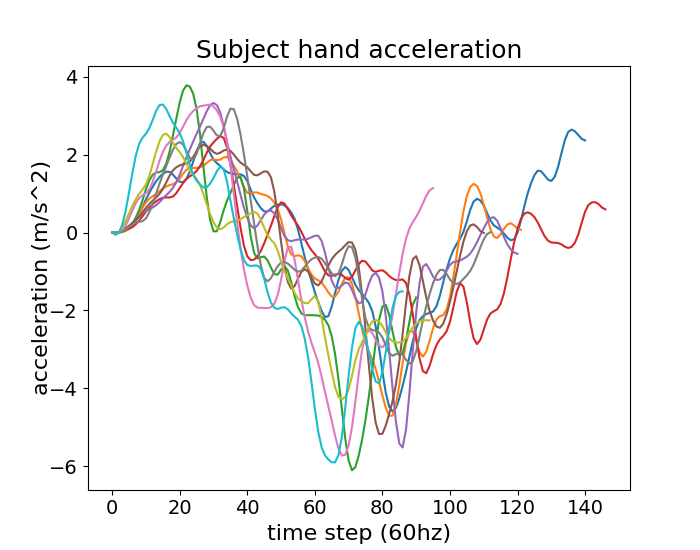 Subject hand acceleration
acceleration (m/s^2)
4
2
0
−2
−4
−6
0 20 40 60 80 100 120 140
time step (60hz)